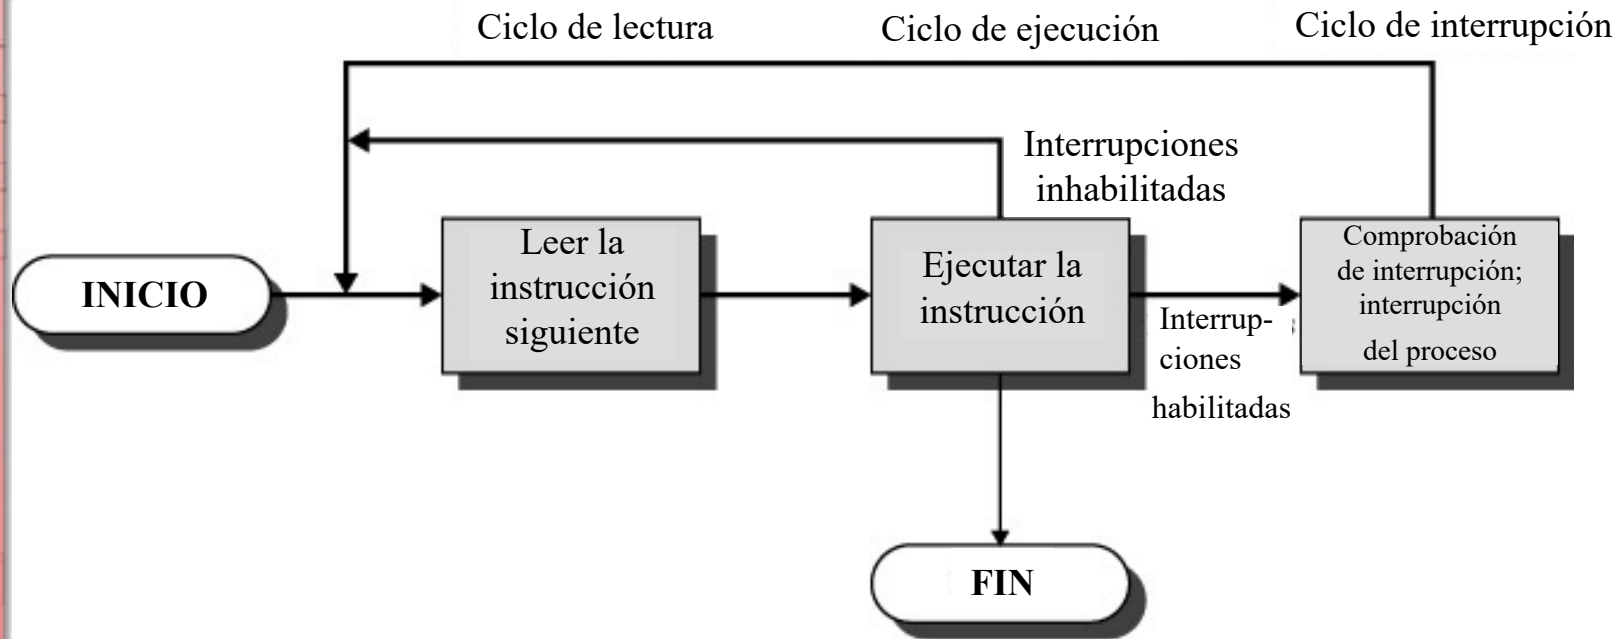 Ciclo de lectura
Ciclo de ejecución
Ciclo de interrupción
Interrupciones
inhabilitadas
INICIO
Leer la
instrucción
siguiente
Ejecutar la
instrucción
Interrup-
ciones
habilitadas
Comprobación
de interrupción;
interrupción
del proceso
FIN